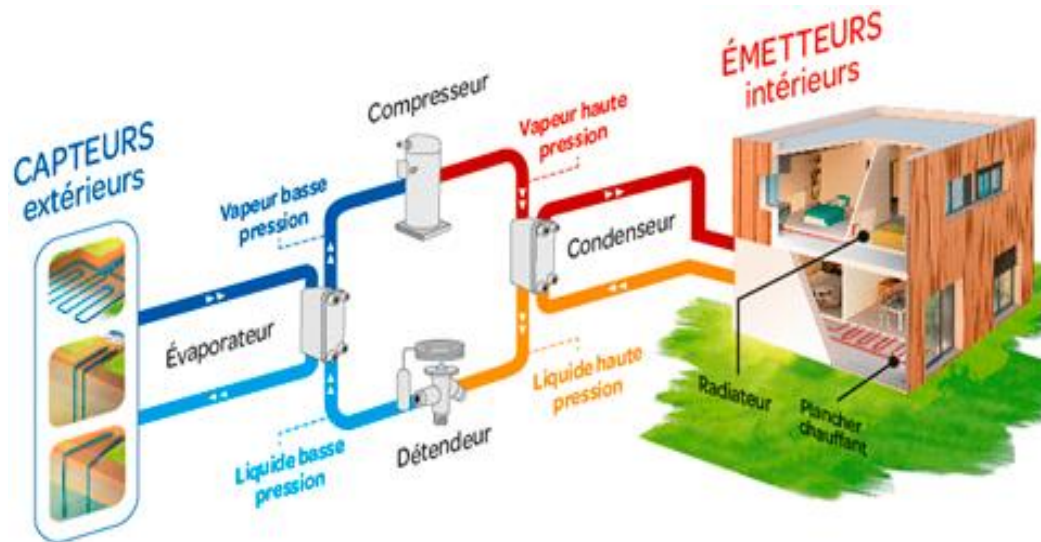 CAPTEURS
extérieurs
Évaporateur
Vapeur basse
pression
Compresseur
Vapeur haute
pression
Condenseur
Liquide haute
pression
Détendeur
Liquide basse
pression
ÉMETTEURS
intérieurs
Radiateur
Plancher
chauffant